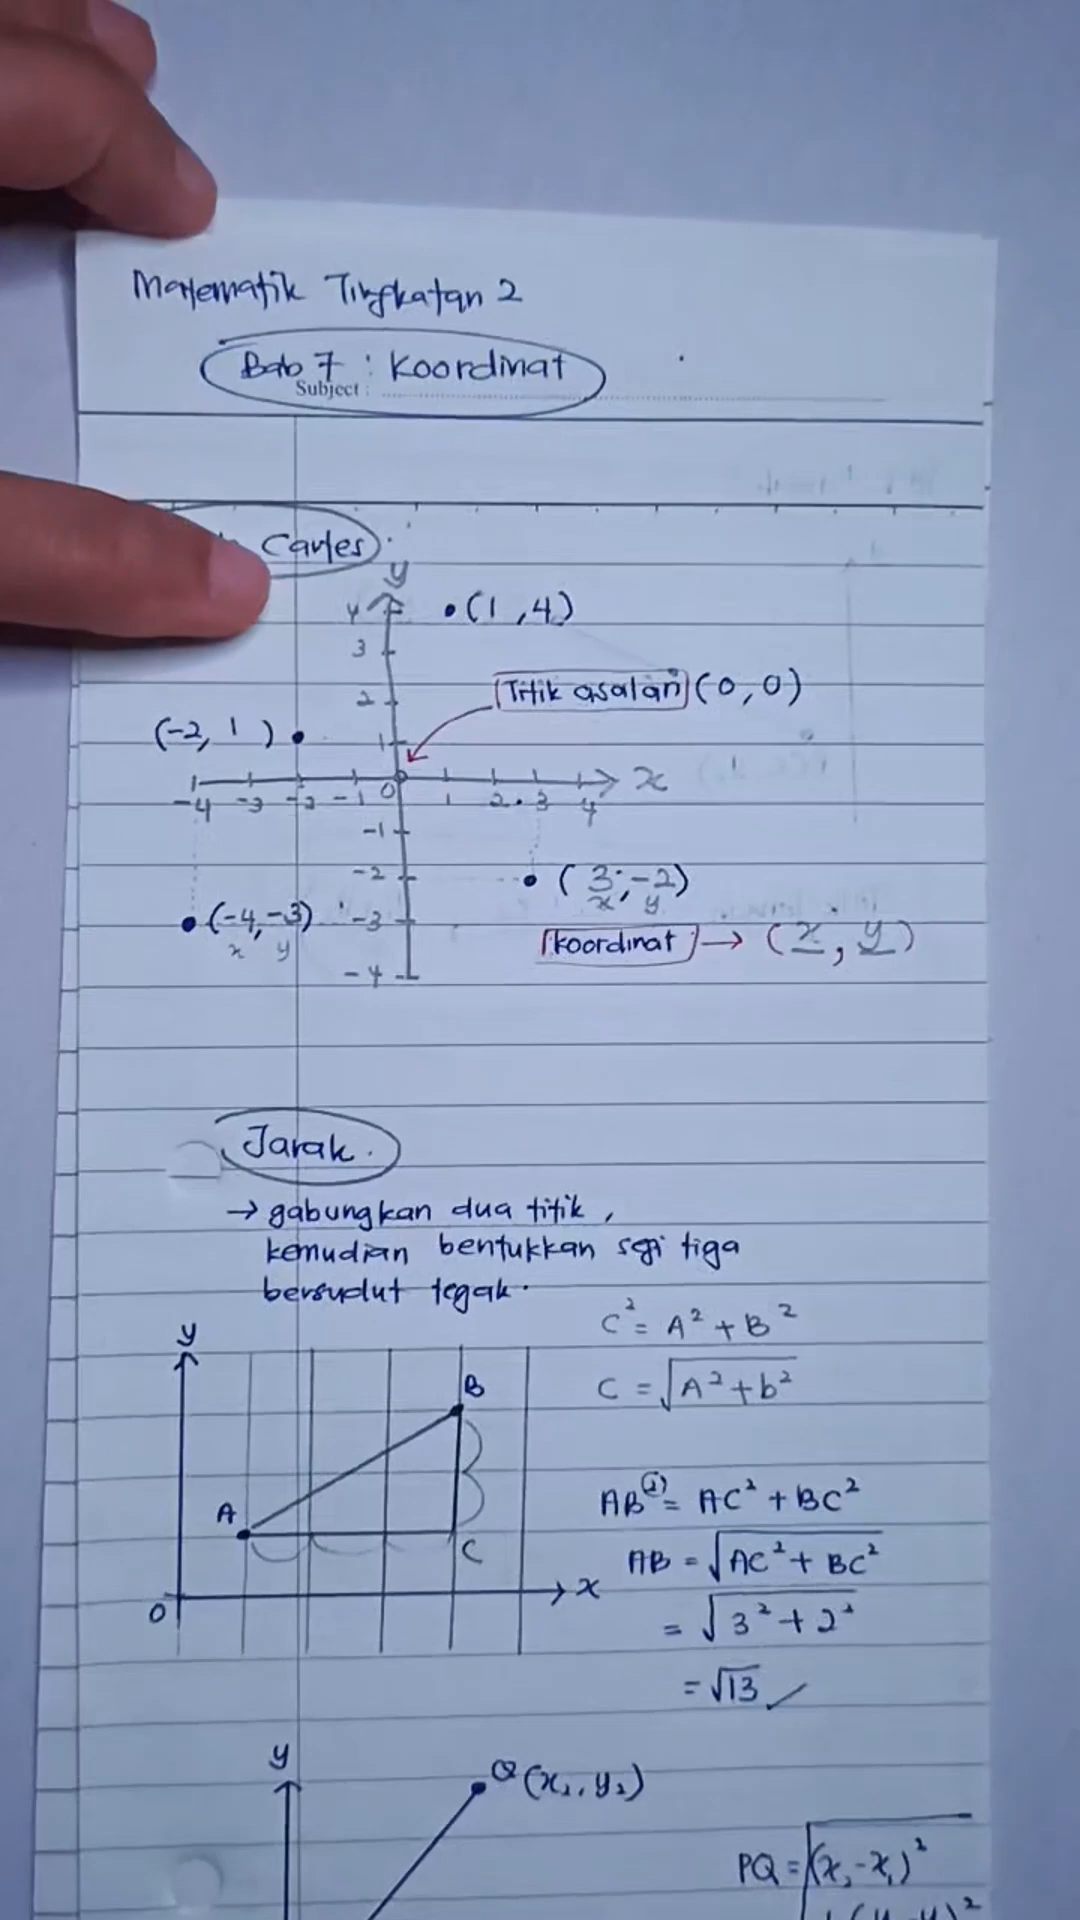 Matematik Tingkatan 2
Bab 7 : Koordinat
Subject :
Cartes
y
4
(1, 4)
3
Titik asalan (0, 0)
2
(-2, 1)
1
x
-4 -3 -2 -1 0 1 2 3 4
-1
-2
(3, -2)
x y
(-4, -3)
x y
-3
koordinat → (x, y)
-4
Jarak.
→ gabungkan dua titik,
kemudian bentukkan segi tiga
bersudut tegak.
C² = A² + B²
C = √A² + b²
y
B
A
C
O
x
AB² = AC² + BC²
AB = √AC² + BC²
= √3² + 2²
= √13
y
Q (x₂, y₂)
PQ = √(x₂-x₁)²